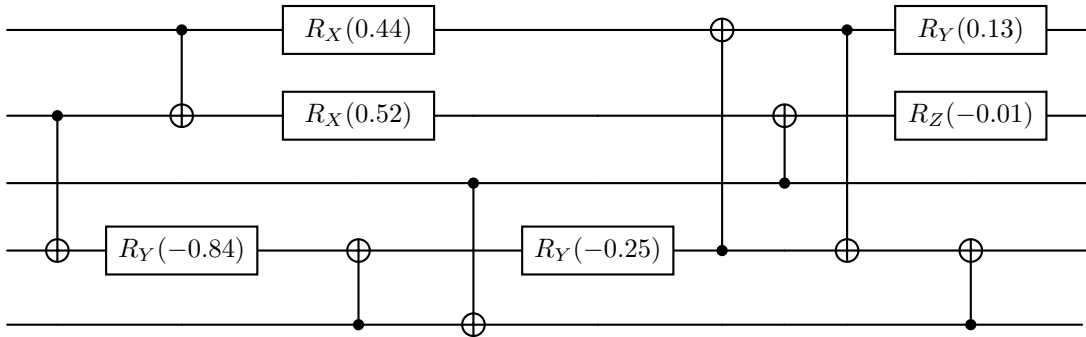 R_X(0.44)
R_Y(0.13)
R_X(0.52)
R_Z(−0.01)
R_Y(−0.84)
R_Y(−0.25)